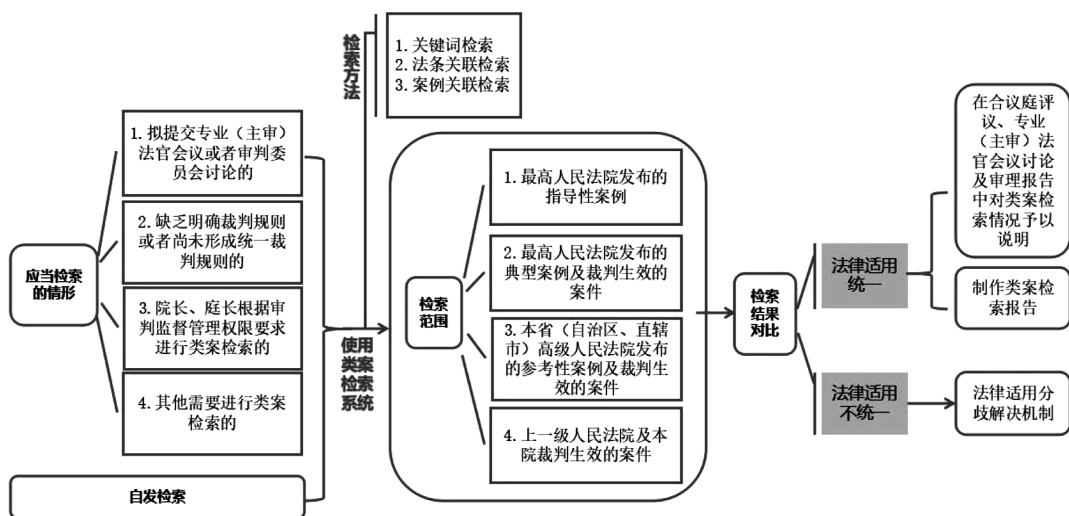 应当检索
的情形
1. 拟提交专业（主审）
法官会议或者审判委
员会讨论的
2. 缺乏明确裁判规则
或者尚未形成统一裁
判规则的
3. 院长、庭长根据审
判监督管理权限要求
进行类案检索的
4. 其他需要进行类案
检索的
自发检索
使用
类案
检索
系统
检索方法
1. 关键词检索
2. 法条关联检索
3. 案例关联检索
检索
范围
1. 最高人民法院发布的
指导性案例
2. 最高人民法院发布的
典型案例及裁判生效的
案件
3. 本省（自治区、直辖
市）高级人民法院发布
的参考性案例及裁判生
效的案件
4. 上一级人民法院及本
院裁判生效的案件
检索
结果
对比
法律适用
统一
在合议庭评
议、专业
（主审）法
官会议讨论
及审理报告
中对类案检
索情况予以
说明
制作类案检
索报告
法律适用
不统一
法律适用分
歧解决机制